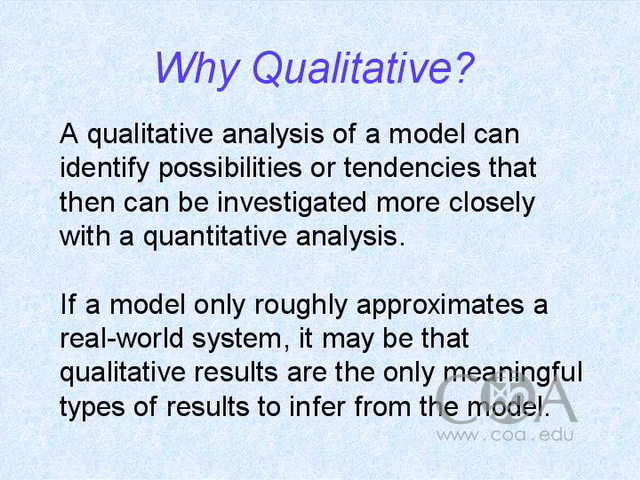 Why Qualitative?
A qualitative analysis of a model can
identify possibilities or tendencies that
then can be investigated more closely
with a quantitative analysis.
If a model only roughly approximates a
real-world system, it may be that
qualitative results are the only meaningful
types of results to infer from the model.
COA
www.coa.edu